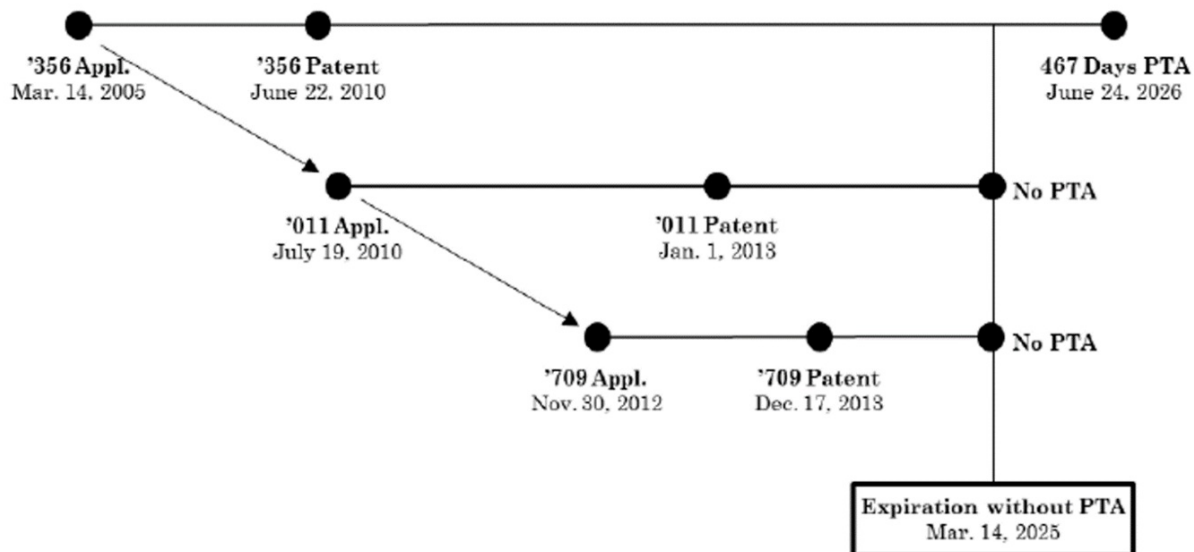 ’356 Appl.
Mar. 14, 2005
’356 Patent
June 22, 2010
467 Days PTA
June 24, 2026
’011 Appl.
July 19, 2010
’011 Patent
Jan. 1, 2013
No PTA
’709 Appl.
Nov. 30, 2012
’709 Patent
Dec. 17, 2013
No PTA
Expiration without PTA
Mar. 14, 2025